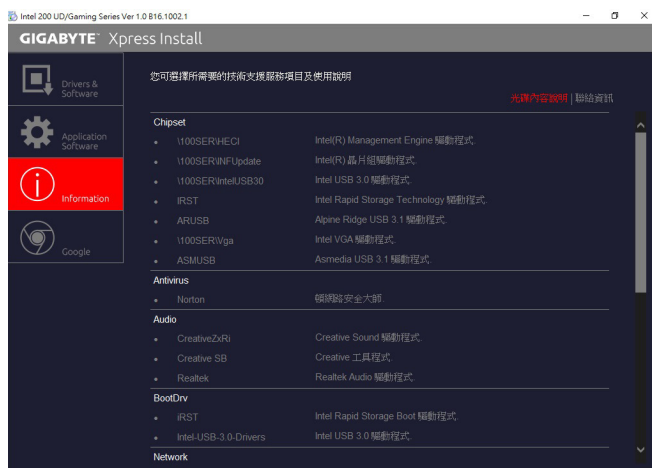 Intel 200 UD/Gaming Series Ver 1.0 B16.1002.1
GIGABYTE™ Xpress Install
Drivers & Software
Application Software
Information
Google
您可選擇所需要的技術支援服務項目及使用說明
光碟內容說明 | 聯絡資訊
Chipset
• \100SER\HECI Intel(R) Management Engine 驅動程式.
• \100SER\INFUpdate Intel(R) 晶片組驅動程式.
• \100SER\IntelUSB30 Intel USB 3.0 驅動程式.
• IRST Intel Rapid Storage Technology 驅動程式.
• ARUSB Alpine Ridge USB 3.1 驅動程式.
• \100SER\Vga Intel VGA 驅動程式.
• ASMUSB Asmedia USB 3.1 驅動程式.
Antivirus
• Norton 頓網路安全大師.
Audio
• CreativeZxRi Creative Sound 驅動程式.
• Creative SB Creative 工具程式.
• Realtek Realtek Audio 驅動程式.
BootDrv
• iRST Intel Rapid Storage Boot 驅動程式.
• Intel-USB-3.0-Drivers Intel USB 3.0 驅動程式.
Network